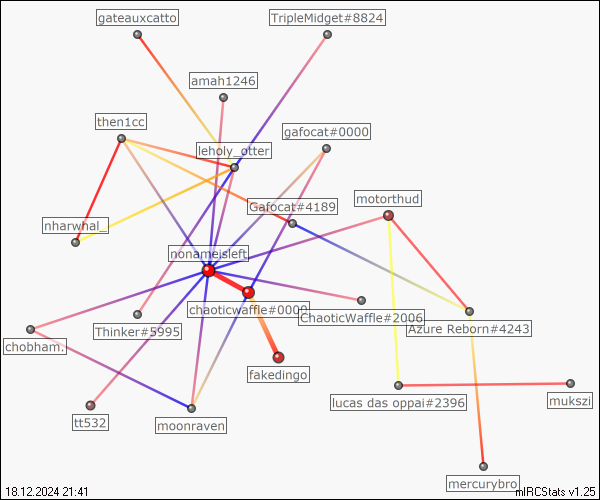 gateauxcatto
TripleMidget#8824
amah1246
then1cc
gafocat#0000
leholy_otter
motorthud
Gafocat#4189
nharwhal_
nonameisleft
chaoticwaffle#0000
ChaoticWaffle#2006
Azure Reborn#4243
Thinker#5995
chobham.
fakedingo
lucas das oppai#2396
mukszi
tt532
moonraven
mercurybro
18.12.2024 21:41
mIRCStats v1.25